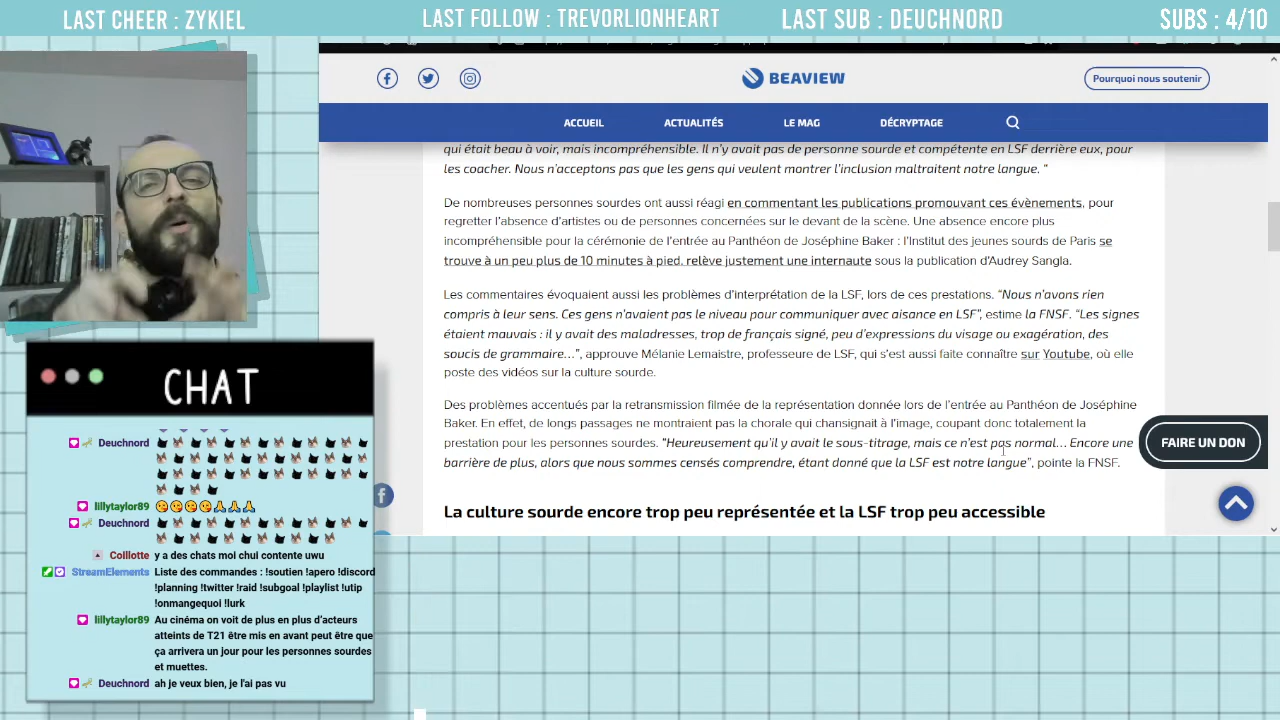 LAST CHEER : ZYKIEL
LAST FOLLOW : TREVORLIONHEART
LAST SUB : DEUCHNORD
SUBS : 4/10
BEAVIEW
Pourquoi nous soutenir
ACCUEIL
ACTUALITÉS
LE MAG
DÉCRYPTAGE
qui était beau à voir, mais incompréhensible. Il n’y avait pas de personne sourde et compétente en LSF derrière eux, pour
les coacher. Nous n’acceptons pas que les gens qui veulent montrer l’inclusion maltraitent notre langue. “
De nombreuses personnes sourdes ont aussi réagi en commentant les publications promouvant ces évènements, pour
regretter l’absence d’artistes ou de personnes concernées sur le devant de la scène. Une absence encore plus
incompréhensible pour la cérémonie de l’entrée au Panthéon de Joséphine Baker : l’Institut des jeunes sourds de Paris se
trouve à un peu plus de 10 minutes à pied, relève justement une internaute sous la publication d’Audrey Sangla.
Les commentaires évoquaient aussi les problèmes d’interprétation de la LSF, lors de ces prestations. “Nous n’avons rien
compris à leur sens. Ces gens n’avaient pas le niveau pour communiquer avec aisance en LSF”, estime la FNSF. “Les signes
étaient mauvais : il y avait des maladresses, trop de français signé, peu d’expressions du visage ou exagération, des
soucis de grammaire…”, approuve Mélanie Lemaistre, professeure de LSF, qui s’est aussi faite connaître sur Youtube, où elle
poste des vidéos sur la culture sourde.
Des problèmes accentués par la retransmission filmée de la représentation donnée lors de l’entrée au Panthéon de Joséphine
Baker. En effet, de longs passages ne montraient pas la chorale qui chansignait à l’image, coupant donc totalement la
prestation pour les personnes sourdes. “Heureusement qu’il y avait le sous-titrage, mais ce n’est pas normal… Encore une
barrière de plus, alors que nous sommes censés comprendre, étant donné que la LSF est notre langue”, pointe la FNSF.
La culture sourde encore trop peu représentée et la LSF trop peu accessible
FAIRE UN DON
CHAT
Deuchnord
lillytaylor89 😘😘😘😘🙏🙏🙏
Deuchnord
Coillotte y a des chats moi chui contente uwu
StreamElements Liste des commandes : !soutien !apero !discord
!planning !twitter !raid !subgoal !playlist !utip
!onmangequoi !lurk
lillytaylor89 Au cinéma on voit de plus en plus d’acteurs
atteints de T21 être mis en avant peut être que
ça arrivera un jour pour les personnes sourdes
et muettes.
Deuchnord ah je veux bien, je l'ai pas vu